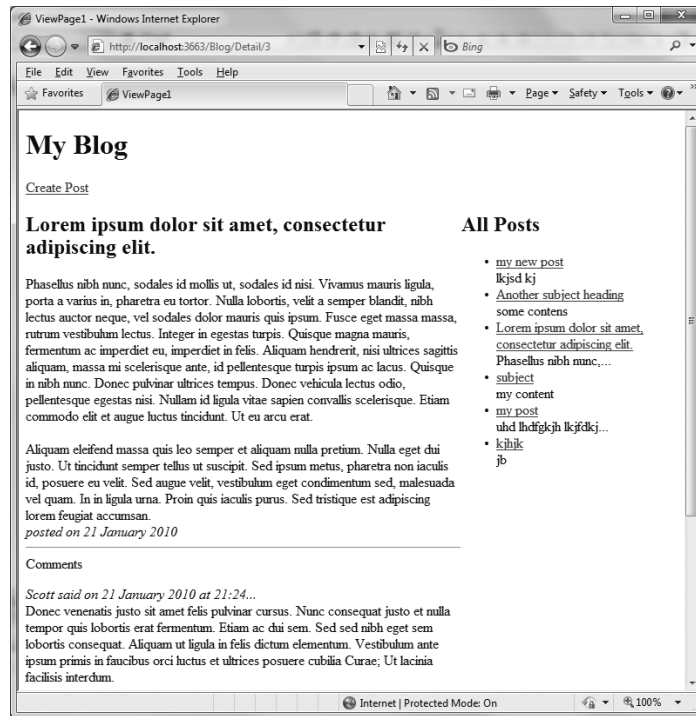 ViewPage1 - Windows Internet Explorer
http://localhost:3663/Blog/Detail/3
Bing
File Edit View Favorites Tools Help
Favorites ViewPage1 Page Safety Tools
My Blog
Create Post
Lorem ipsum dolor sit amet, consectetur
adipiscing elit.
Phasellus nibh nunc, sodales id mollis ut, sodales id nisi. Vivamus mauris ligula,
porta a varius in, pharetra eu tortor. Nulla lobortis, velit a semper blandit, nibh
lectus auctor neque, vel sodales dolor mauris quis ipsum. Fusce eget massa massa,
rutrum vestibulum lectus. Integer in egestas turpis. Quisque magna mauris,
fermentum ac imperdiet eu, imperdiet in felis. Aliquam hendrerit, nisi ultrices sagittis
aliquam, massa mi scelerisque ante, id pellentesque turpis ipsum ac lacus. Quisque
in nibh nunc. Donec pulvinar ultrices tempus. Donec vehicula lectus odio,
pellentesque egestas nisi. Nullam id ligula vitae sapien convallis scelerisque. Etiam
commodo elit et augue luctus tincidunt. Ut eu arcu erat.
Aliquam eleifend massa quis leo semper et aliquam nulla pretium. Nulla eget dui
justo. Ut tincidunt semper tellus ut suscipit. Sed ipsum metus, pharetra non iaculis
id, posuere eu velit. Sed augue velit, vestibulum eget condimentum sed, malesuada
vel quam. In in ligula urna. Proin quis iaculis purus. Sed tristique est adipiscing
lorem feugiat accumsan.
posted on 21 January 2010
Comments
Scott said on 21 January 2010 at 21:24...
Donec venenatis justo sit amet felis pulvinar cursus. Nunc consequat justo et nulla
tempor quis lobortis erat fermentum. Etiam ac dui sem. Sed sed nibh eget sem
lobortis consequat. Aliquam ut ligula in felis dictum elementum. Vestibulum ante
ipsum primis in faucibus orci luctus et ultrices posuere cubilia Curae; Ut lacinia
facilisis interdum.
All Posts
• my new post
lkjsd kj
• Another subject heading
some contens
• Lorem ipsum dolor sit amet,
consectetur adipiscing elit.
Phasellus nibh nunc,...
• subject
my content
• my post
uhd lhdfgkjh lkjfdkj...
• kjhjk
jb
Internet | Protected Mode: On 100%